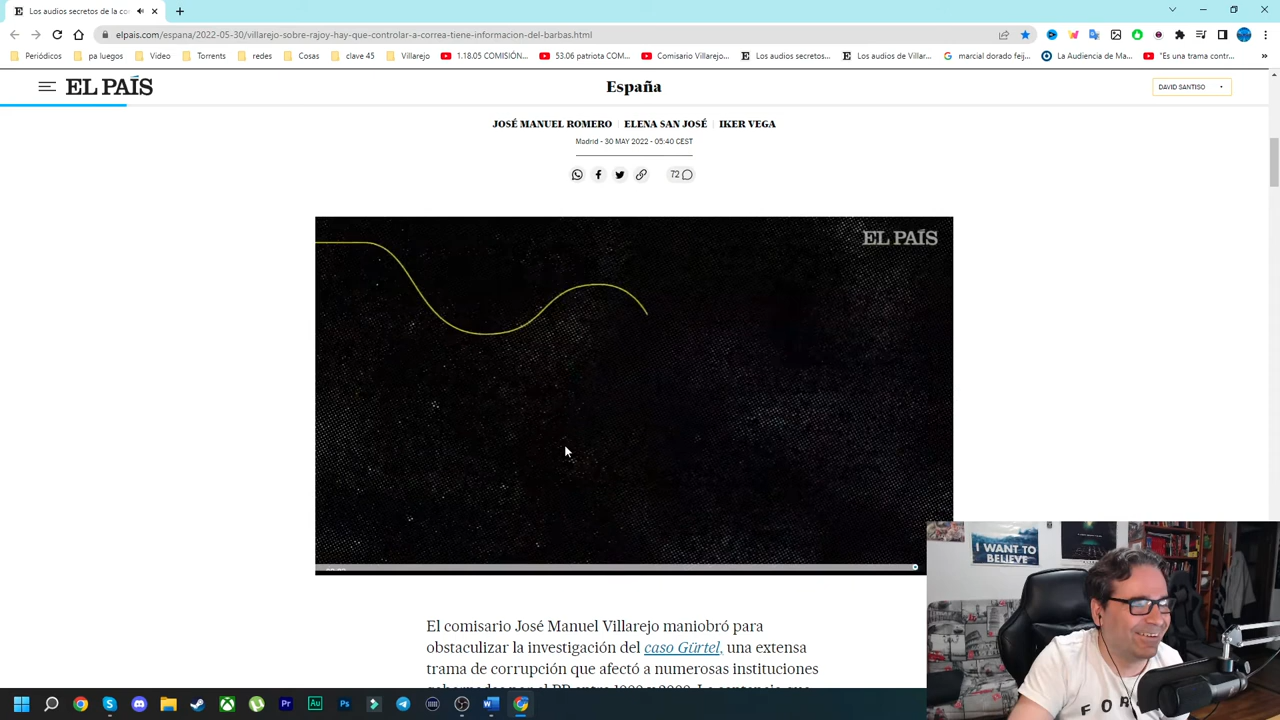 Los audios secretos de la co
elpais.com/espana/2022-05-30/villarejo-sobre-rajoy-hay-que-controlar-a-correa-tiene-informacion-del-barbas.html
Periódicos pa luegos Video Torrents redes Cosas clave 45 Villarejo 1.18.05 COMISIÓN... 53.06 patriota COM... Comisario Villarejo... Los audios secretos... Los audios de Villar... marcial dorado feij... La Audiencia de Ma... "Es una trama contr...
EL PAÍS España DAVID SANTISO
JOSÉ MANUEL ROMERO ELENA SAN JOSÉ IKER VEGA
Madrid - 30 MAY 2022 - 05:40 CEST
72
EL PAÍS
I WANT TO
BELIEVE
El comisario José Manuel Villarejo maniobró para
obstaculizar la investigación del caso Gürtel, una extensa
trama de corrupción que afectó a numerosas instituciones